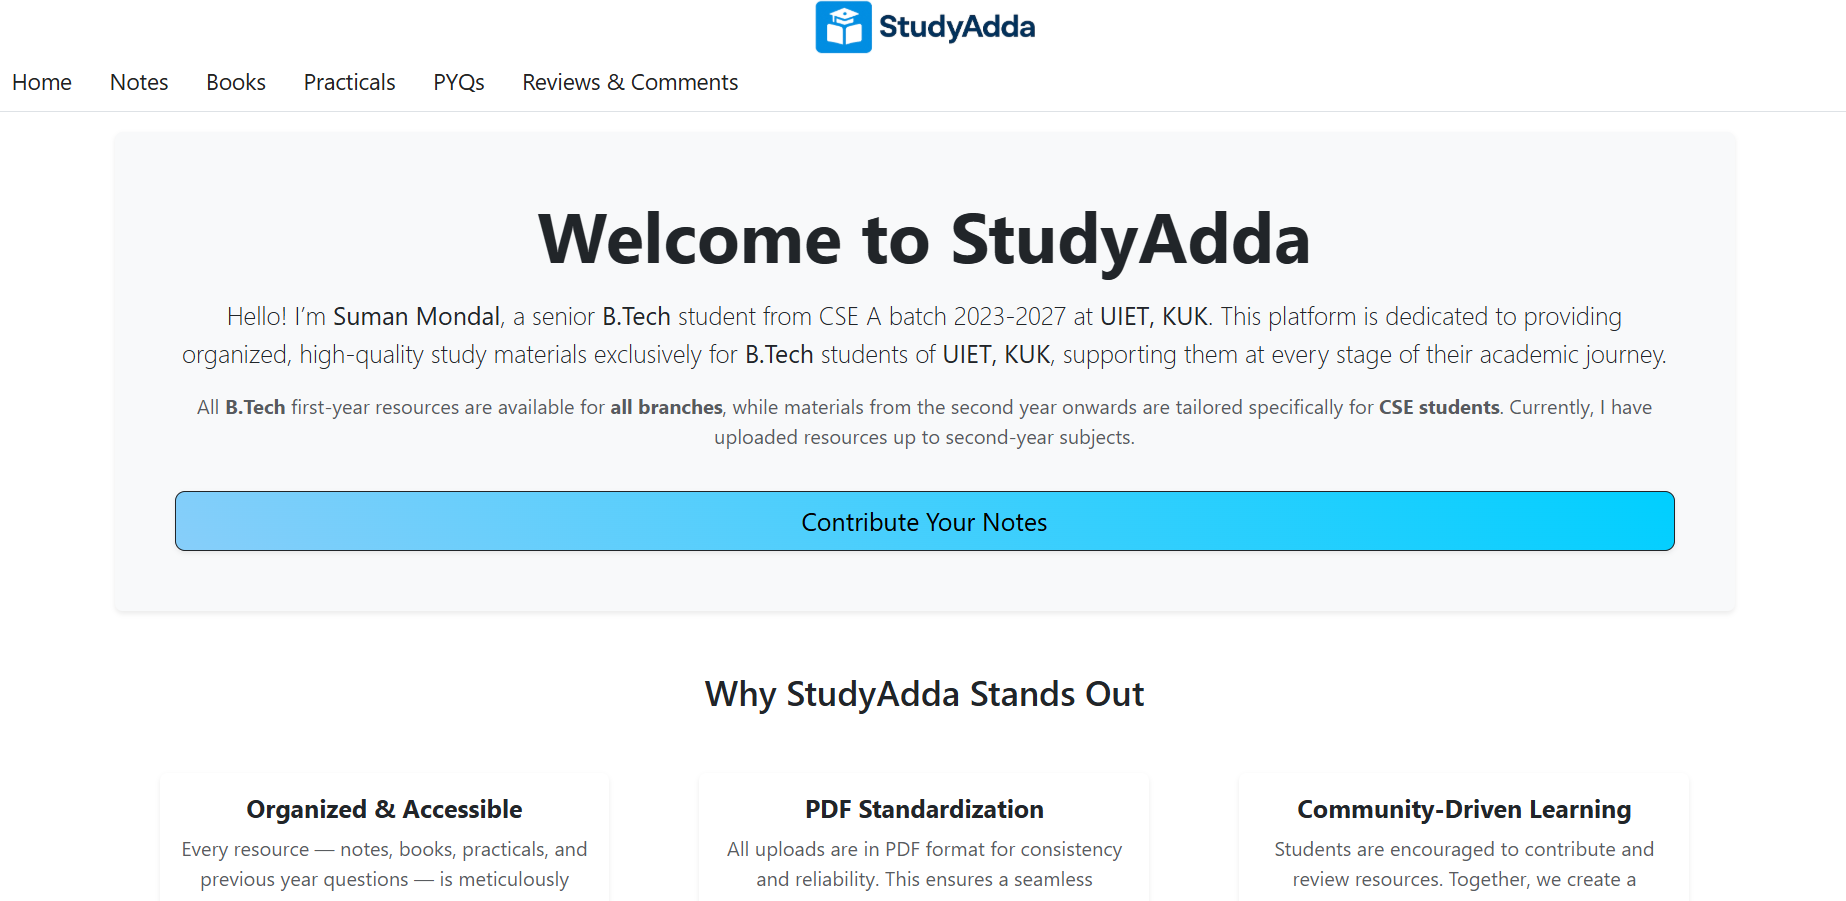 StudyAdda
Home Notes Books Practicals PYQs Reviews & Comments
Welcome to StudyAdda
Hello! I’m Suman Mondal, a senior B.Tech student from CSE A batch 2023-2027 at UIET, KUK. This platform is dedicated to providing
organized, high-quality study materials exclusively for B.Tech students of UIET, KUK, supporting them at every stage of their academic journey.
All B.Tech first-year resources are available for all branches, while materials from the second year onwards are tailored specifically for CSE students. Currently, I have
uploaded resources up to second-year subjects.
Contribute Your Notes
Why StudyAdda Stands Out
Organized & Accessible
Every resource — notes, books, practicals, and
previous year questions — is meticulously
PDF Standardization
All uploads are in PDF format for consistency
and reliability. This ensures a seamless
Community-Driven Learning
Students are encouraged to contribute and
review resources. Together, we create a